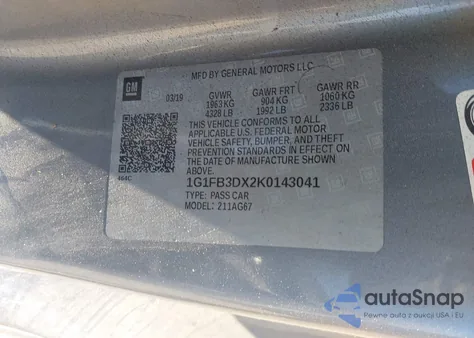 MFD BY GENERAL MOTORS LLC
GM
03/19 GVWR GAWR FRT GAWR RR
1963 KG 904 KG 1060 KG
4328 LB 1992 LB 2336 LB
THIS VEHICLE CONFORMS TO ALL
APPLICABLE U.S. FEDERAL MOTOR
VEHICLE SAFETY, BUMPER, AND THEFT
PREVENTION STANDARDS IN EFFECT ON
THE DATE OF MANUFACTURE SHOWN
ABOVE.
1G1FB3DX2K0143041
TYPE: PASS CAR
MODEL: 211AG67
autaSnap
Pewne auta z aukcji USA i EU